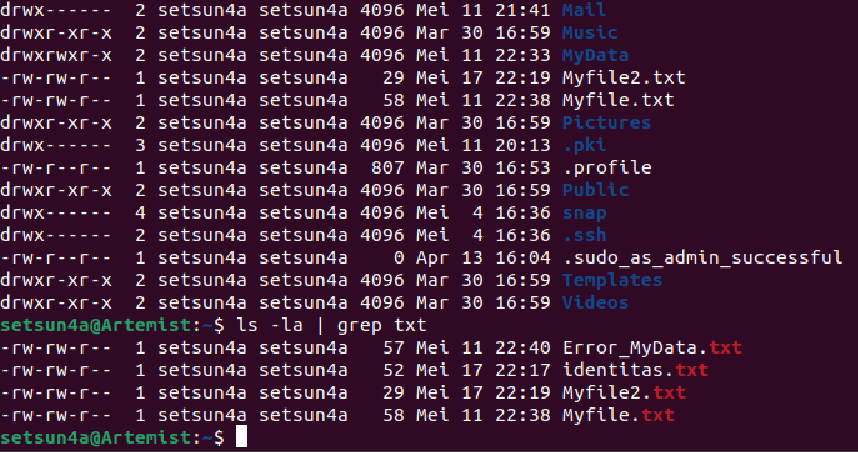 drwx------  2 setsun4a setsun4a 4096 Mei 11 21:41 Mail
drwxr-xr-x  2 setsun4a setsun4a 4096 Mar 30 16:59 Music
drwxrwxr-x  2 setsun4a setsun4a 4096 Mei 11 22:33 MyData
-rw-rw-r--  1 setsun4a setsun4a   29 Mei 17 22:19 Myfile2.txt
-rw-rw-r--  1 setsun4a setsun4a   58 Mei 11 22:38 Myfile.txt
drwxr-xr-x  2 setsun4a setsun4a 4096 Mar 30 16:59 Pictures
drwx------  3 setsun4a setsun4a 4096 Mei 11 20:13 .pki
-rw-r--r--  1 setsun4a setsun4a  807 Mar 30 16:53 .profile
drwxr-xr-x  2 setsun4a setsun4a 4096 Mar 30 16:59 Public
drwx------  4 setsun4a setsun4a 4096 Mei  4 16:36 snap
drwx------  2 setsun4a setsun4a 4096 Mei  4 16:36 .ssh
-rw-r--r--  1 setsun4a setsun4a    0 Apr 13 16:04 .sudo_as_admin_successful
drwxr-xr-x  2 setsun4a setsun4a 4096 Mar 30 16:59 Templates
drwxr-xr-x  2 setsun4a setsun4a 4096 Mar 30 16:59 Videos
setsun4a@Artemist:~$ ls -la | grep txt
-rw-rw-r--  1 setsun4a setsun4a   57 Mei 11 22:40 Error_MyData.txt
-rw-rw-r--  1 setsun4a setsun4a   52 Mei 17 22:17 identitas.txt
-rw-rw-r--  1 setsun4a setsun4a   29 Mei 17 22:19 Myfile2.txt
-rw-rw-r--  1 setsun4a setsun4a   58 Mei 11 22:38 Myfile.txt
setsun4a@Artemist:~$